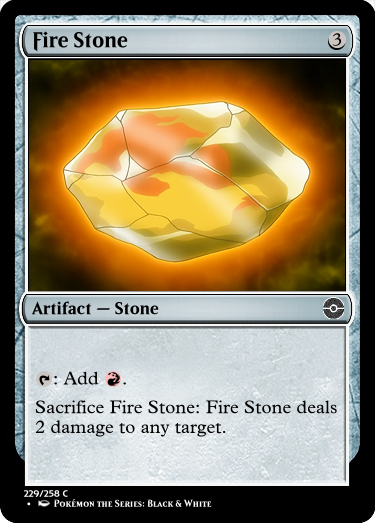 Fire Stone 3
Artifact — Stone
: Add .
Sacrifice Fire Stone: Fire Stone deals
2 damage to any target.
229/258 C
• Pokémon the Series: Black & White